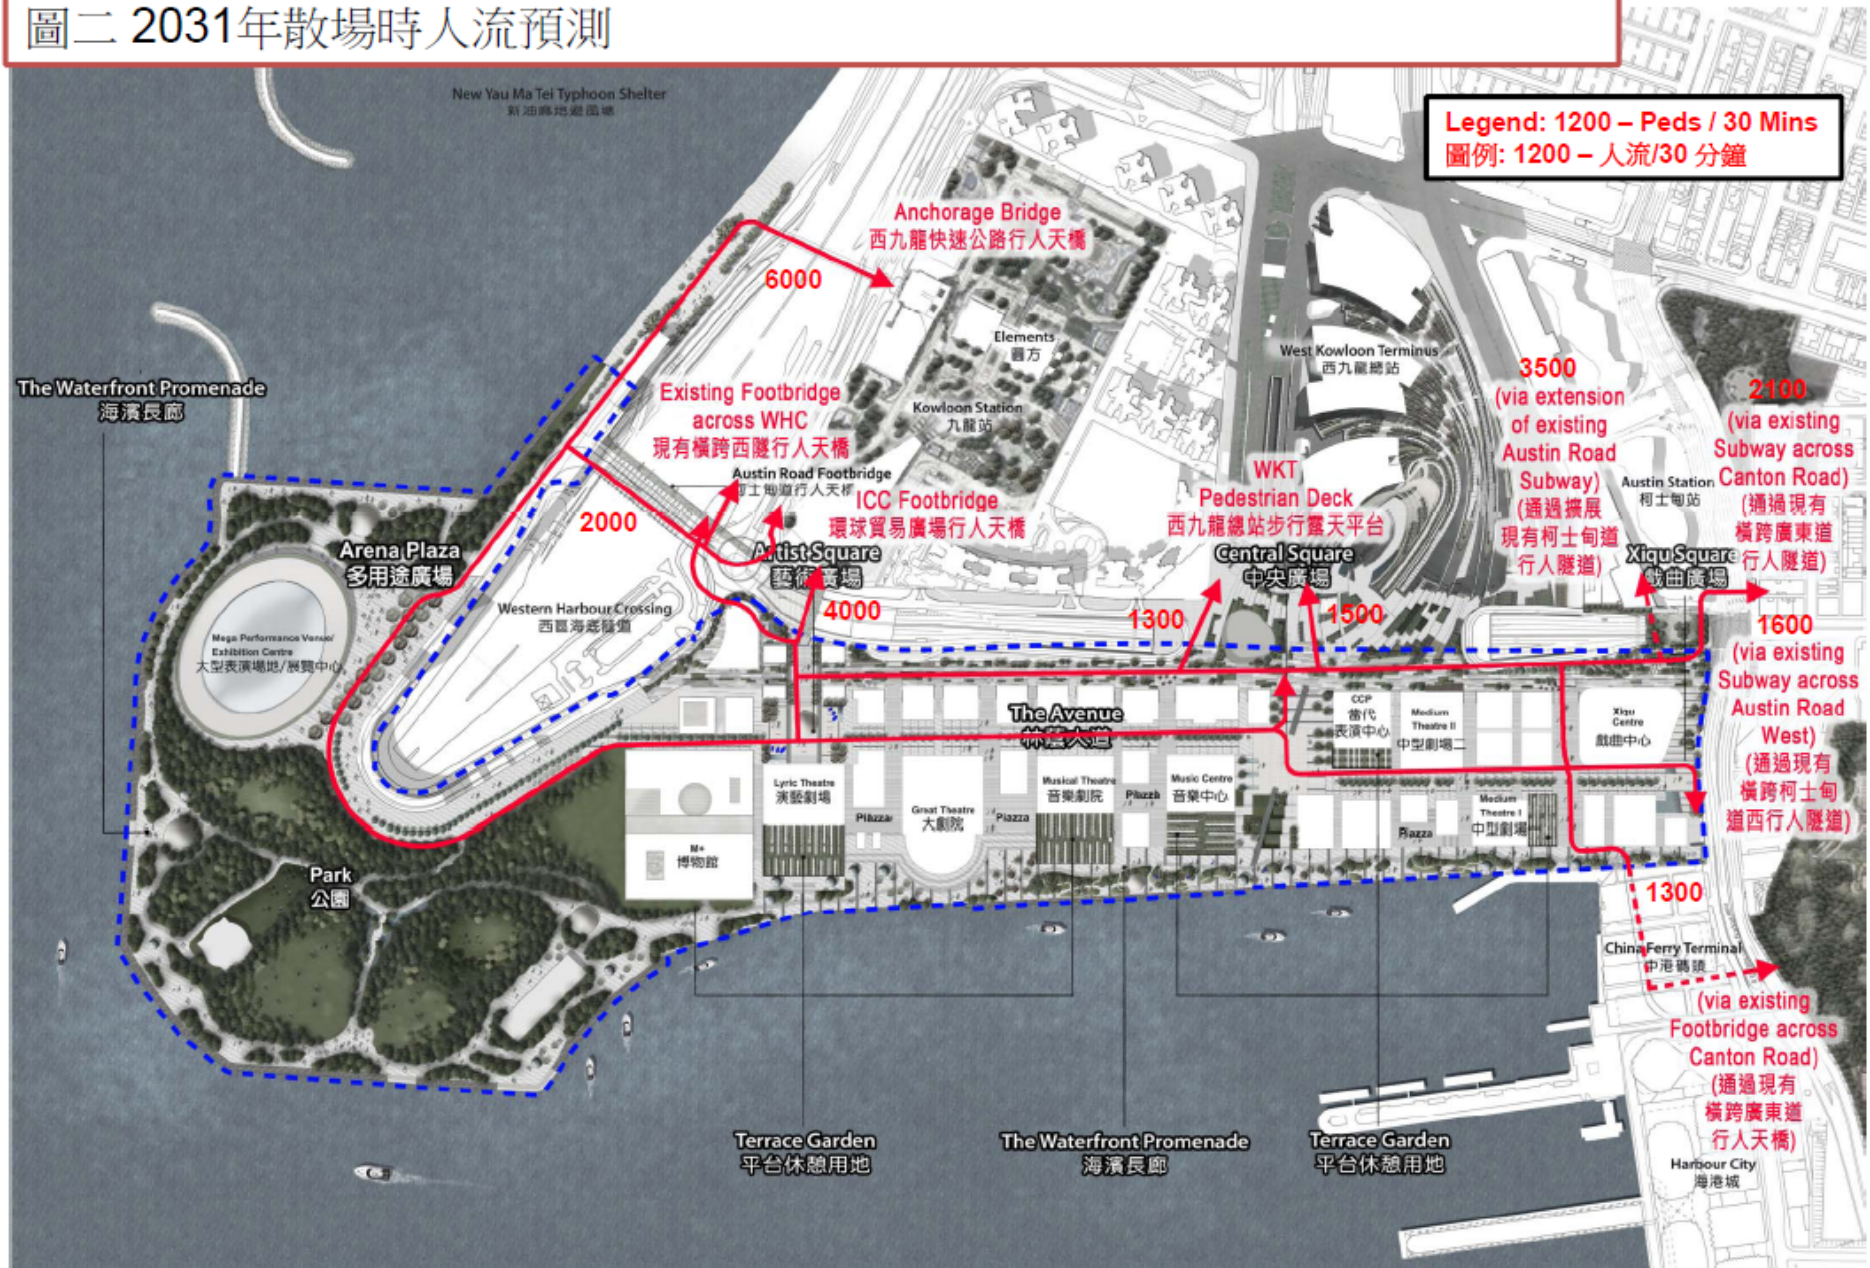 圖二 2031年散場時人流預測
New Yau Ma Tei Typhoon Shelter
新油麻地避風塘
Legend: 1200 – Peds / 30 Mins
圖例: 1200 – 人流/30 分鐘
Anchorage Bridge
西九龍快速公路行人天橋
6000
Elements
圓方
West Kowloon Terminus
西九龍總站
The Waterfront Promenade
海濱長廊
Existing Footbridge
across WHC
現有橫跨西隧行人天橋
Kowloon Station
九龍站
3500
(via extension
of existing
Austin Road
Subway)
(通過擴展
現有柯士甸道
行人隧道)
2100
(via existing
Subway across
Canton Road)
(通過現有
橫跨廣東道
行人隧道)
Austin Road Footbridge
柯士甸道行人天橋
ICC Footbridge
環球貿易廣場行人天橋
WKT
Pedestrian Deck
西九龍總站步行露天平台
Austin Station
柯士甸站
2000
Arena Plaza
多用途廣場
Artist Square
藝術廣場
Central Square
中央廣場
Xiqu Square
戲曲廣場
Western Harbour Crossing
西區海底隧道
4000
1300
1500
1600
(via existing
Subway across
Austin Road
West)
(通過現有
橫跨柯士甸
道西行人隧道)
Mega Performance Venue/
Exhibition Centre
大型表演場地/展覽中心
The Avenue
林蔭大道
CCP
當代
表演中心
Medium
Theatre II
中型劇場二
Xiqu
Centre
戲曲中心
Lyric Theatre
演藝劇場
Great Theatre
大劇院
Musical Theatre
音樂劇院
Music Centre
音樂中心
Medium
Theatre I
中型劇場一
Piazza
Piazza
Piazza
Piazza
M+
博物館
Park
公園
1300
China Ferry Terminal
中港碼頭
(via existing
Footbridge across
Canton Road)
(通過現有
橫跨廣東道
行人天橋)
Terrace Garden
平台休憩用地
The Waterfront Promenade
海濱長廊
Terrace Garden
平台休憩用地
Harbour City
海港城